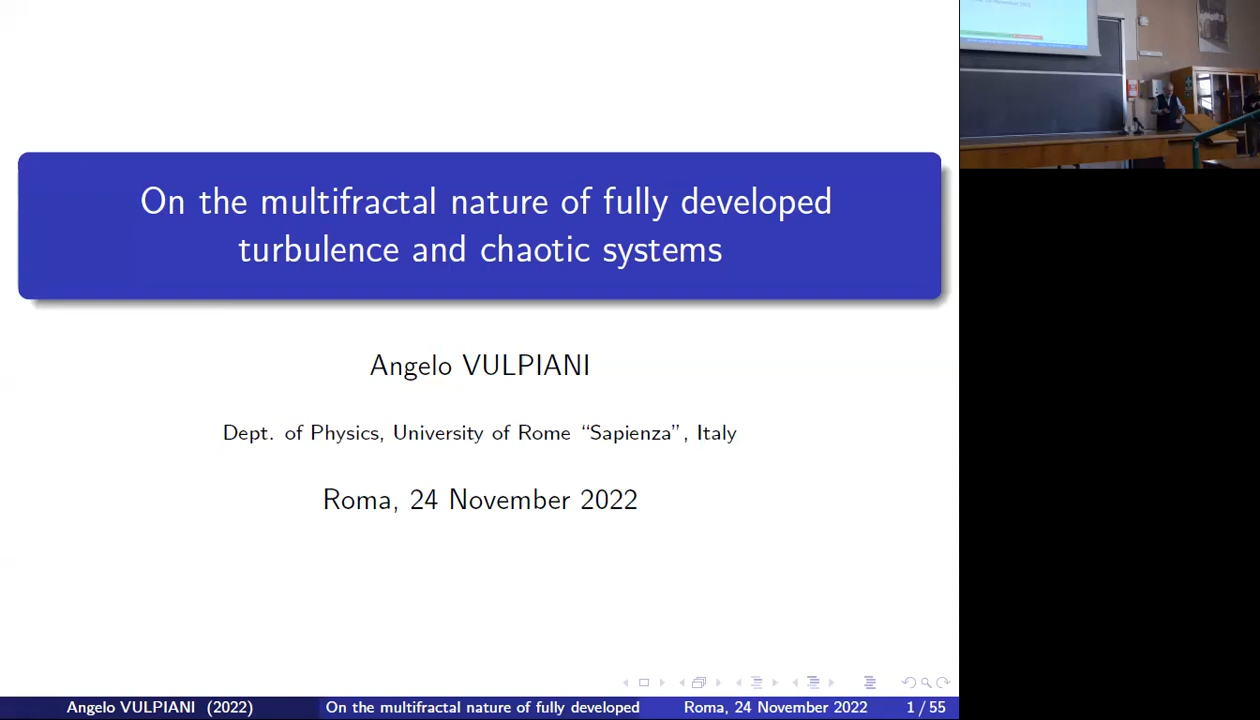 On the multifractal nature of fully developed
turbulence and chaotic systems
Angelo VULPIANI
Dept. of Physics, University of Rome “Sapienza”, Italy
Roma, 24 November 2022
Angelo VULPIANI (2022)
On the multifractal nature of fully developed
Roma, 24 November 2022
1 / 55